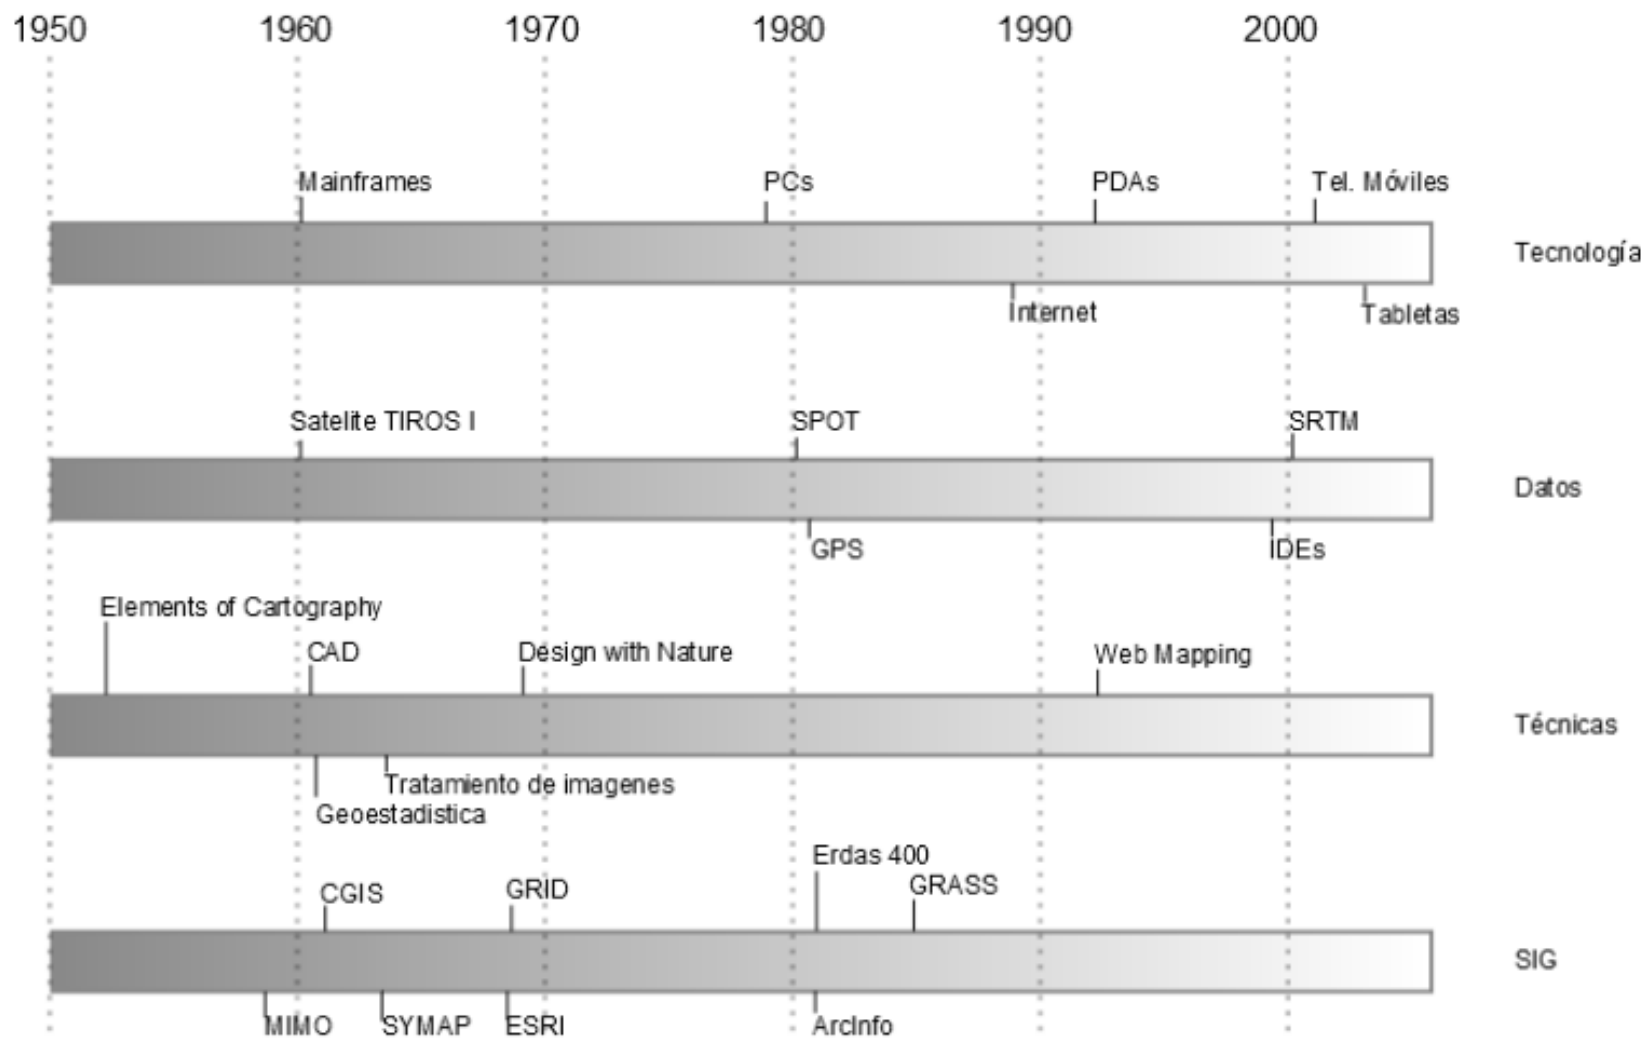 1950 1960 1970 1980 1990 2000
Mainframes PCs PDAs Tel. Móviles
Tecnología
Internet Tabletas
Satelite TIROS I SPOT SRTM
Datos
GPS IDEs
Elements of Cartography
CAD Design with Nature Web Mapping
Técnicas
Tratamiento de imagenes
Geoestadistica
Erdas 400
CGIS GRID GRASS
SIG
MIMO SYMAP ESRI ArcInfo